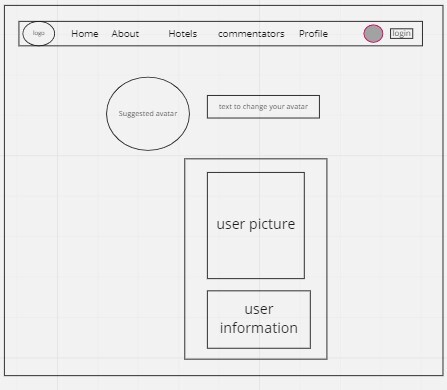 logo Home About Hotels commentators Profile login
Suggested avatar text to change your avatar
user picture
user
information